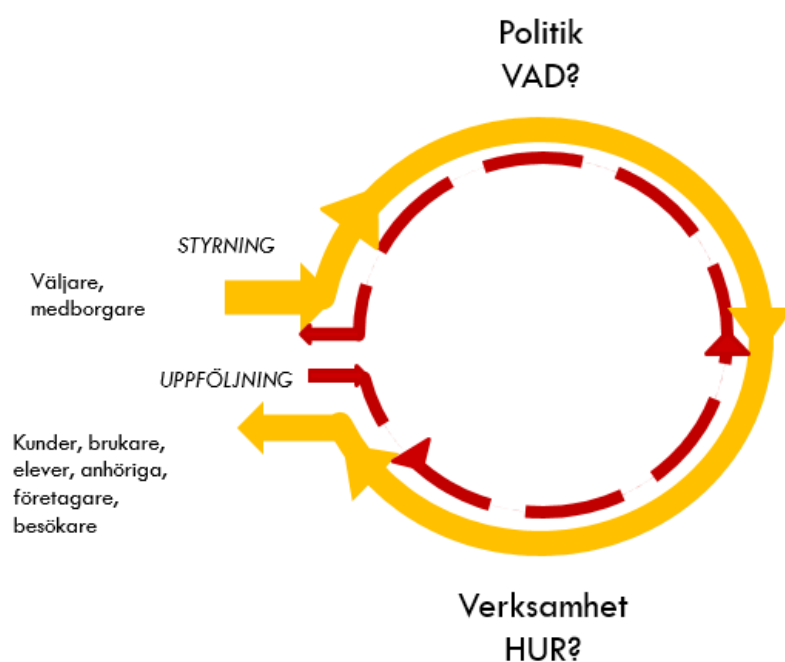 Politik
VAD?
STYRNING
Väljare,
medborgare
UPPFÖLJNING
Kunder, brukare,
elever, anhöriga,
företagare,
besökare
Verksamhet
HUR?